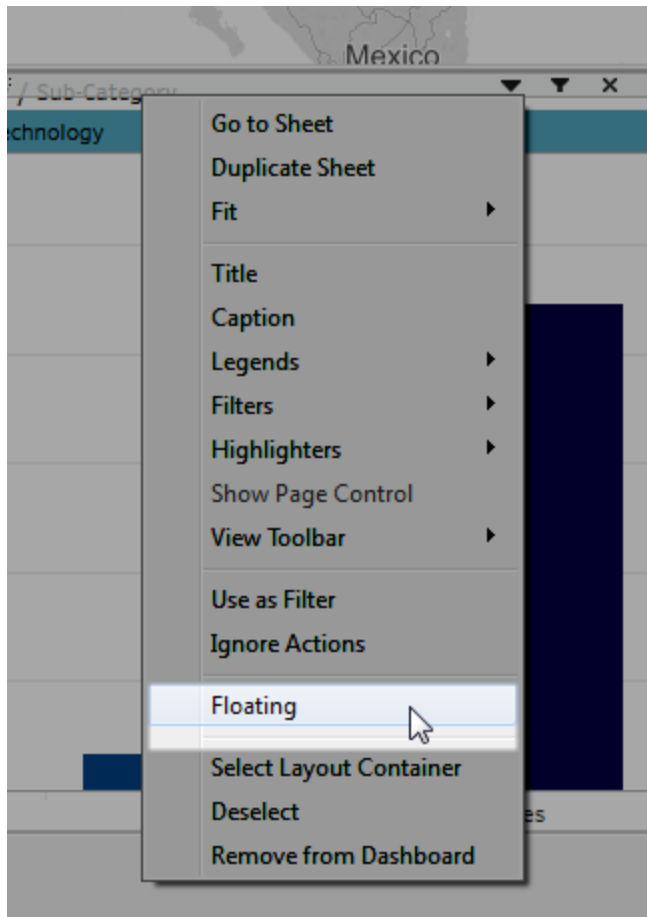 Mexico
/ Sub-Category
echnology
Go to Sheet
Duplicate Sheet
Fit
Title
Caption
Legends
Filters
Highlighters
Show Page Control
View Toolbar
Use as Filter
Ignore Actions
Floating
Select Layout Container
Deselect
es
Remove from Dashboard